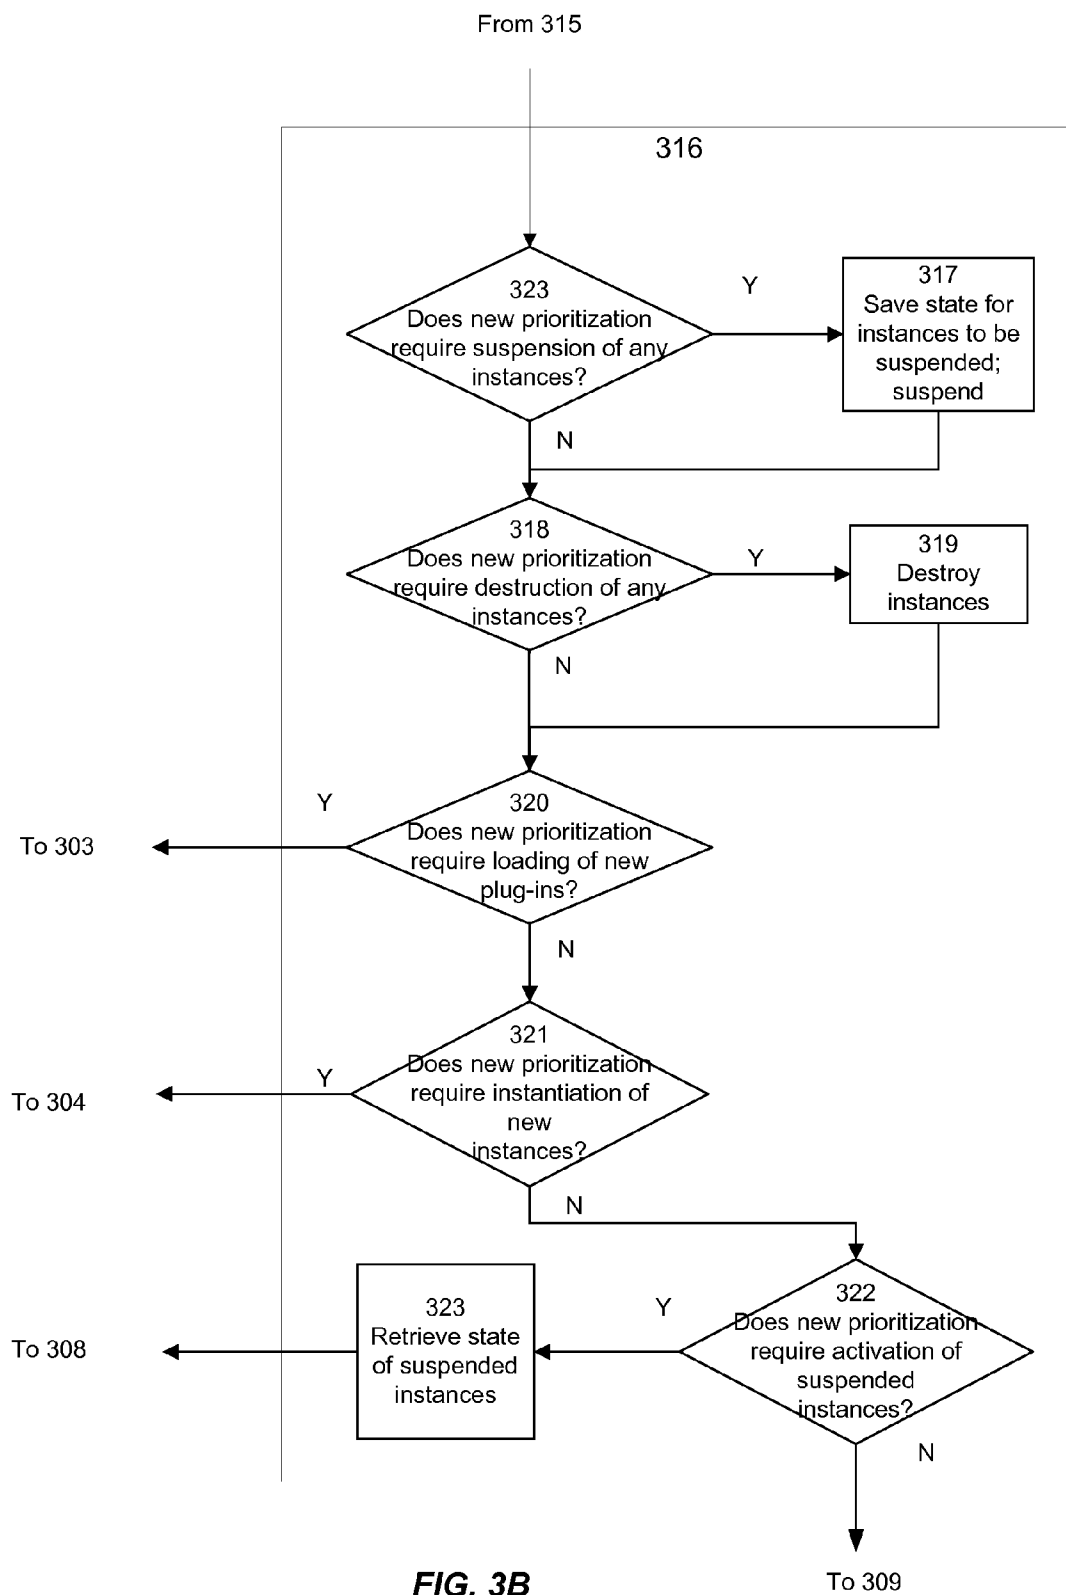 From 315
316
323
Does new prioritization
require suspension of any
instances?
Y
317
Save state for
instances to be
suspended;
suspend
N
318
Does new prioritization
require destruction of any
instances?
Y
319
Destroy
instances
N
320
Does new prioritization
require loading of new
plug-ins?
Y
To 303
N
321
Does new prioritization
require instantiation of
new
instances?
Y
To 304
N
322
Does new prioritization
require activation of
suspended
instances?
Y
323
Retrieve state
of suspended
instances
To 308
N
To 309
FIG. 3B